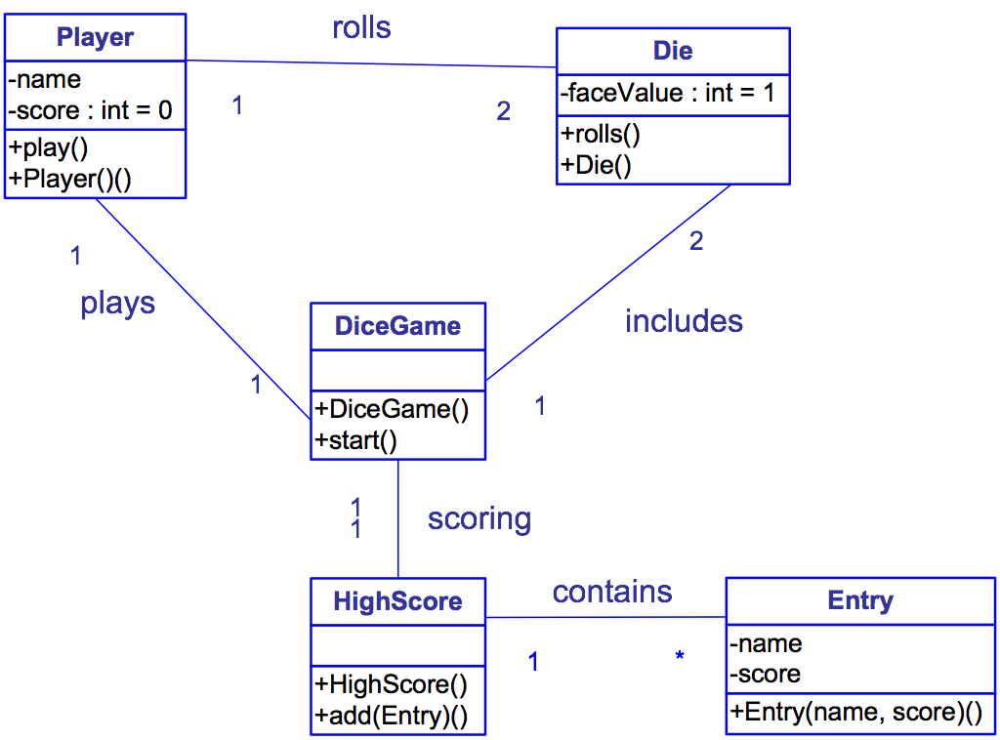 Player
-name
-score : int = 0
+play()
+Player()()
rolls
1
2
Die
-faceValue : int = 1
+rolls()
+Die()
1
plays
1
2
includes
1
DiceGame
+DiceGame()
+start()
1
1
scoring
HighScore
+HighScore()
+add(Entry)()
contains
1
*
Entry
-name
-score
+Entry(name, score)()